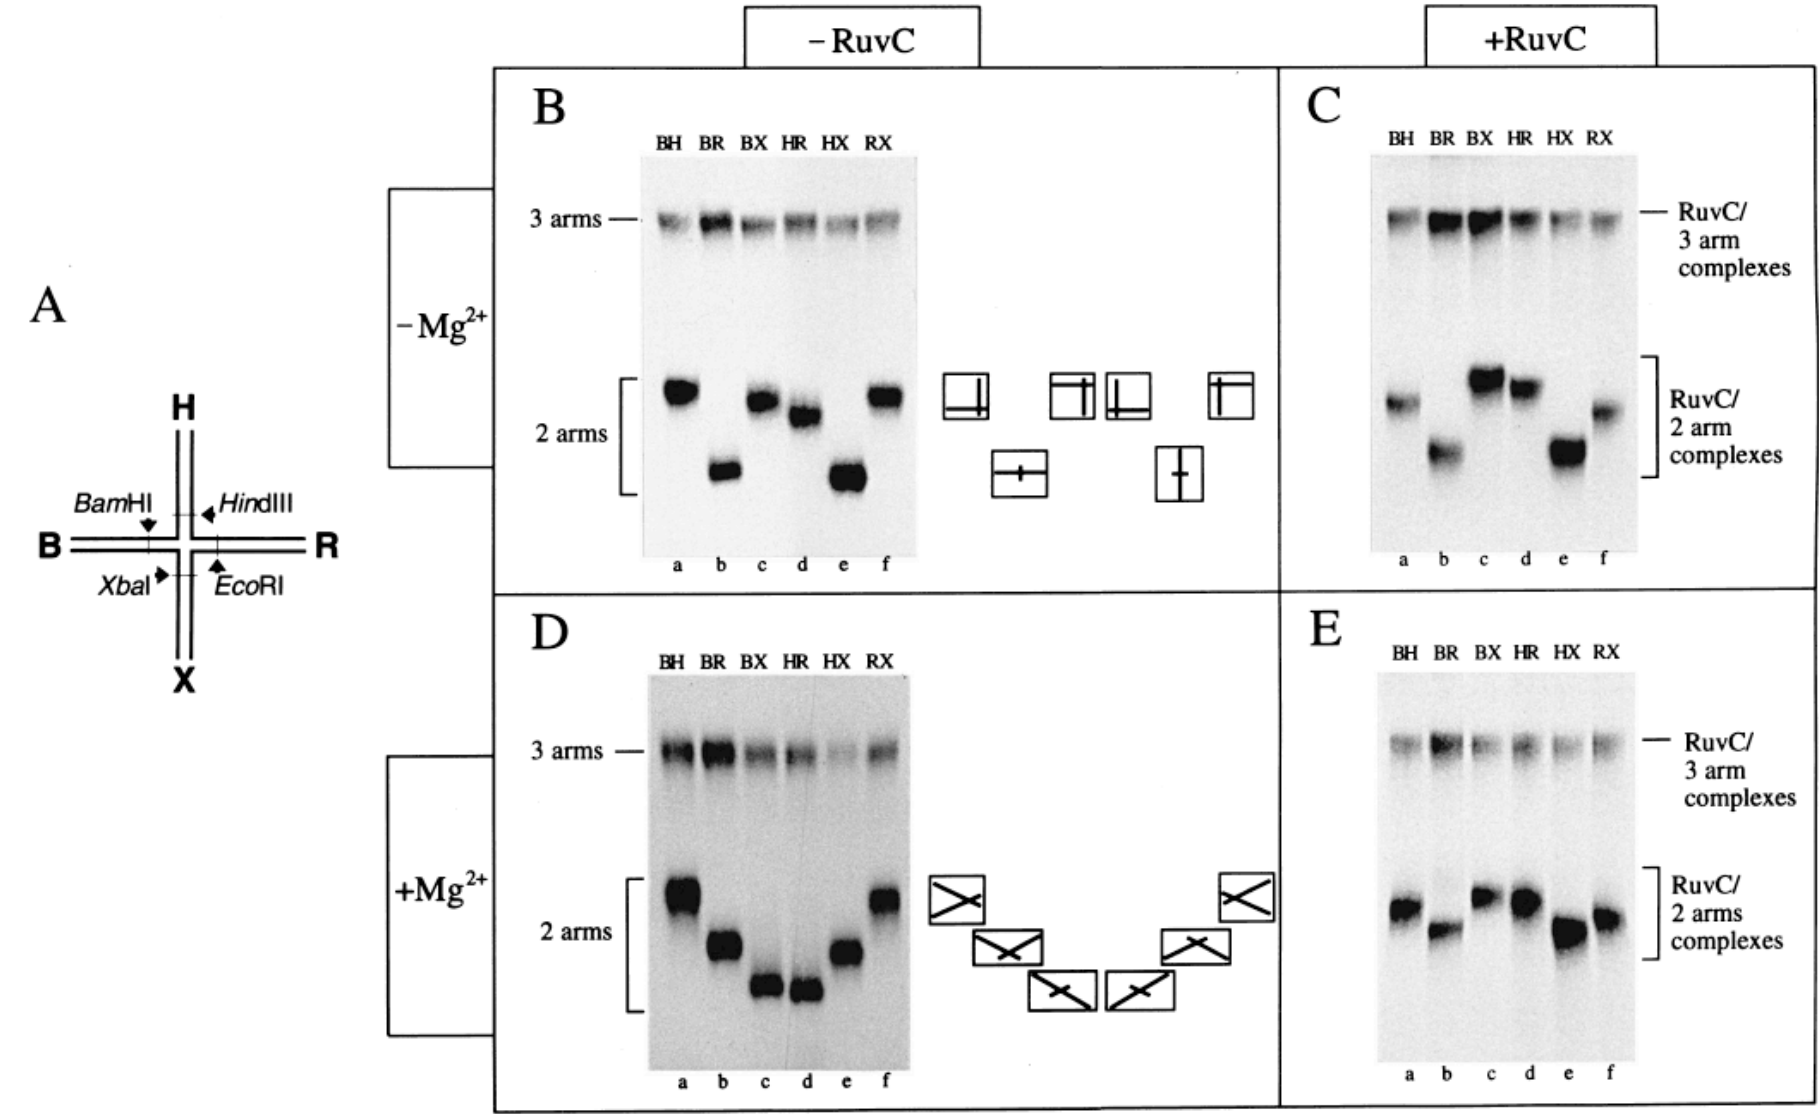 −RuvC
+RuvC
−Mg2+
+Mg2+
A
H
BamHI
HindIII
B
R
XbaI
EcoRI
X
B
BH BR BX HR HX RX
3 arms
2 arms
a b c d e f
C
BH BR BX HR HX RX
RuvC/
3 arm
complexes
RuvC/
2 arm
complexes
a b c d e f
D
BH BR BX HR HX RX
3 arms
2 arms
a b c d e f
E
BH BR BX HR HX RX
RuvC/
3 arm
complexes
RuvC/
2 arms
complexes
a b c d e f